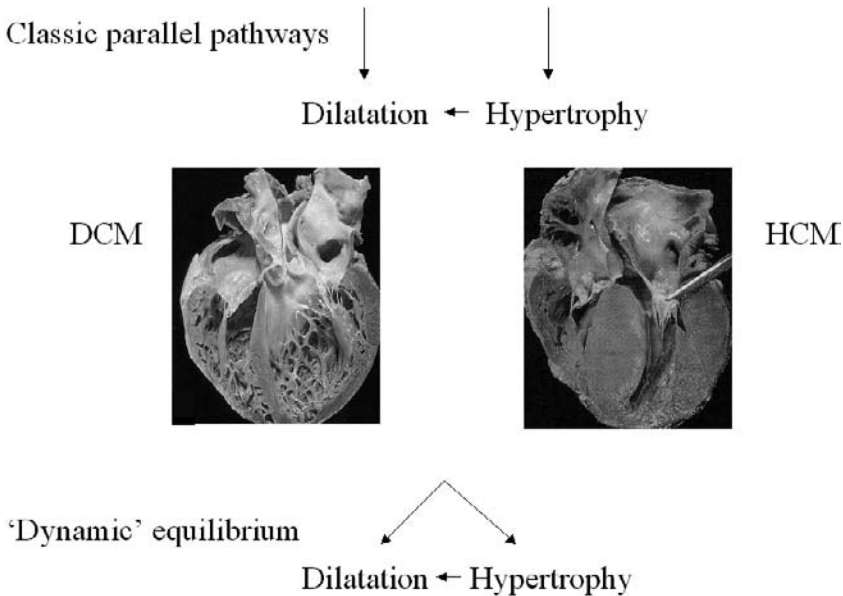 Classic parallel pathways
Dilatation Hypertrophy
DCM
HCM
‘Dynamic’ equilibrium
Dilatation Hypertrophy